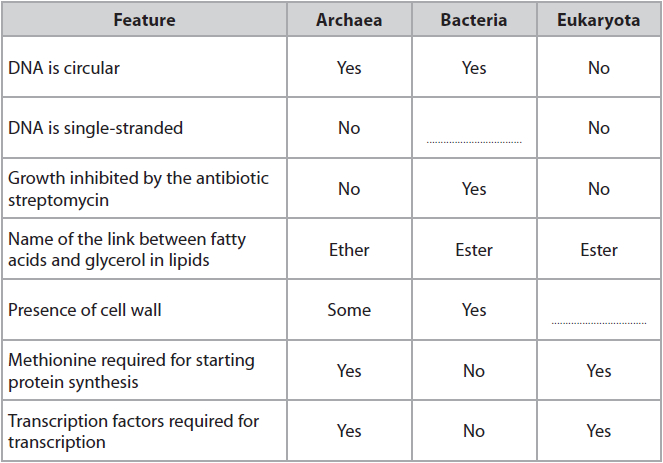 Feature Archaea Bacteria Eukaryota
DNA is circular Yes Yes No
DNA is single-stranded No ................................ No
Growth inhibited by the antibiotic
streptomycin No Yes No
Name of the link between fatty
acids and glycerol in lipids Ether Ester Ester
Presence of cell wall Some Yes ................................
Methionine required for starting
protein synthesis Yes No Yes
Transcription factors required for
transcription Yes No Yes